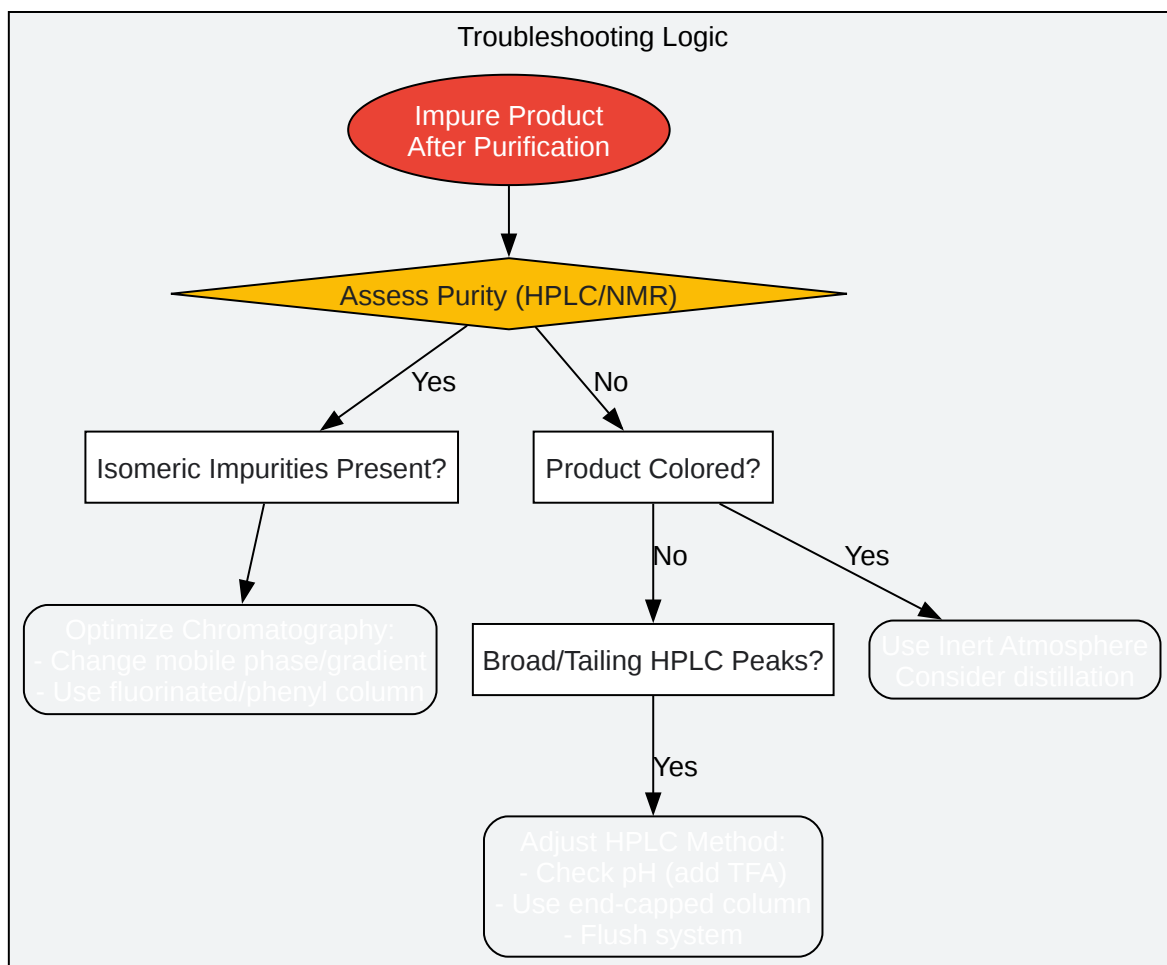 Troubleshooting Logic
Impure Product
After Purification
Assess Purity (HPLC/NMR)
Yes
No
Isomeric Impurities Present?
Product Colored?
No
Yes
Optimize Chromatography:
- Change mobile phase/gradient
- Use fluorinated/phenyl column
Broad/Tailing HPLC Peaks?
Use Inert Atmosphere
Consider distillation
Yes
Adjust HPLC Method:
- Check pH (add TFA)
- Use end-capped column
- Flush system